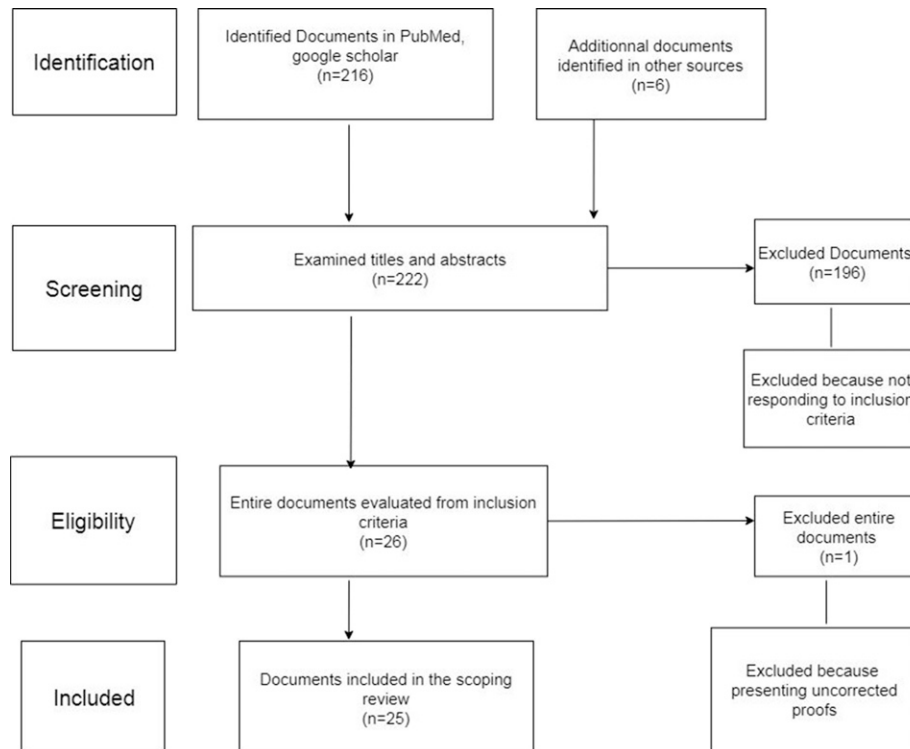 Identification
Identified Documents in PubMed,
google scholar
(n=216)
Additionnal documents
identified in other sources
(n=6)
Screening
Examined titles and abstracts
(n=222)
Excluded Documents
(n=196)
Excluded because not
responding to inclusion
criteria
Eligibility
Entire documents evaluated from inclusion
criteria
(n=26)
Excluded entire
documents
(n=1)
Included
Documents included in the scoping
review
(n=25)
Excluded because
presenting uncorrected
proofs